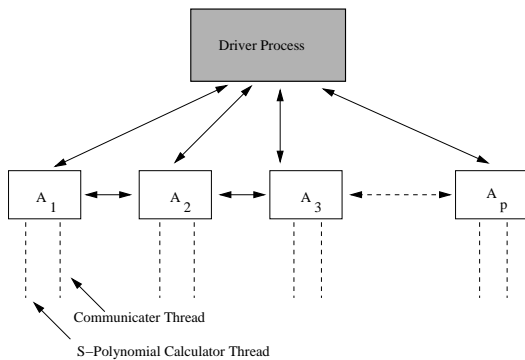 Driver Process
A1
A2
A3
Ap
Communicater Thread
S−Polynomial Calculator Thread